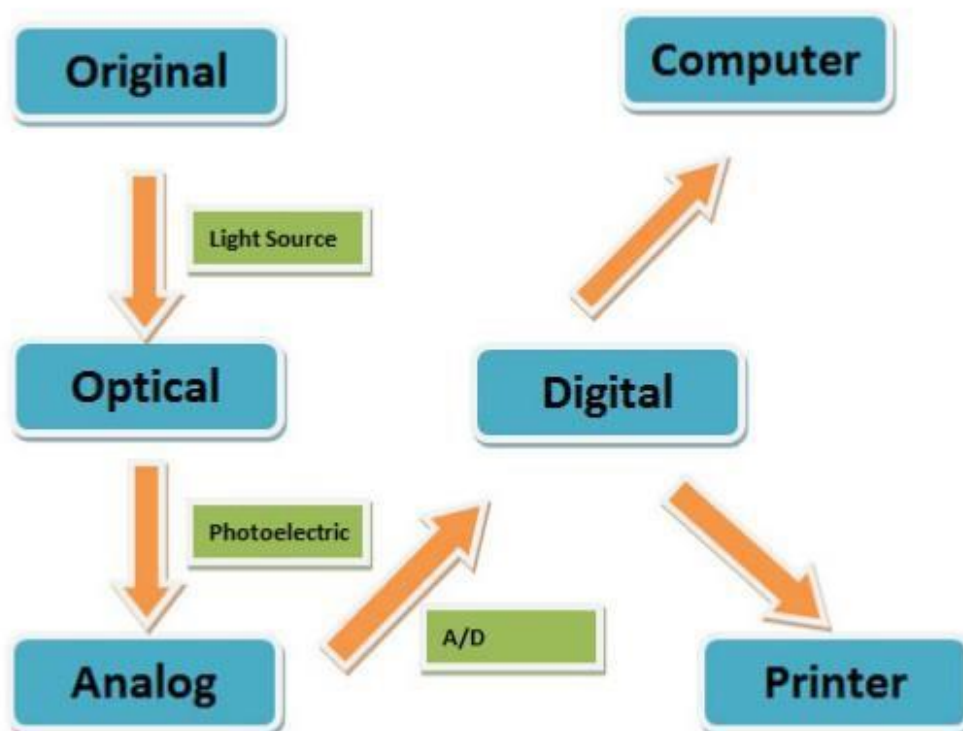 Original
Computer
Light Source
Optical
Digital
Photoelectric
A/D
Analog
Printer